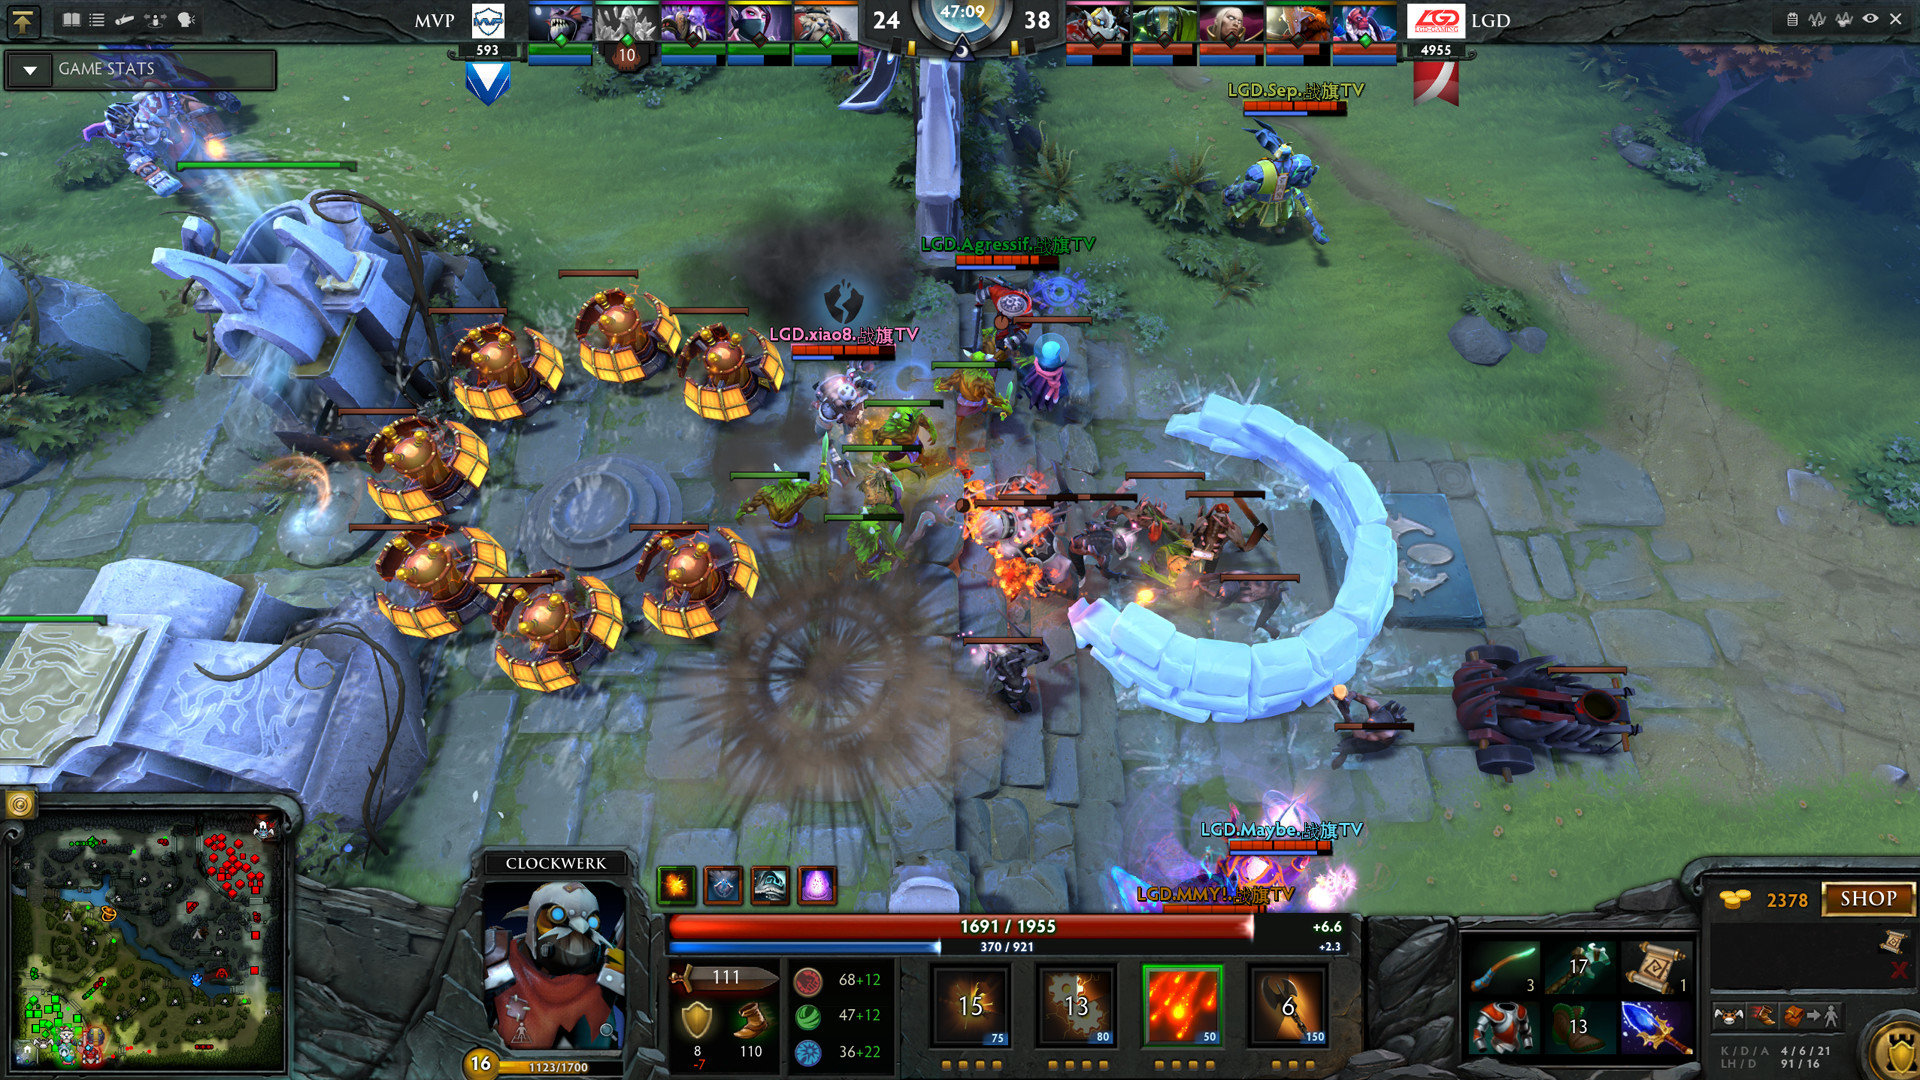 MVP
593
10
24
47:09
38
LGD
4955
GAME STATS
LGD.Sep.战旗TV
LGD.Agressif.战旗TV
LGD.xiao8.战旗TV
LGD.Maybe.战旗TV
LGD.MMY!.战旗TV
CLOCKWERK
1691 / 1955
+6.6
370 / 921
+2.3
111
68+12
47+12
36+22
8
-7
110
16
1123/1700
15
75
13
80
50
6
150
3
17
1
13
2378
SHOP
K / D / A 4 / 6 / 21
LH / D 91 / 16